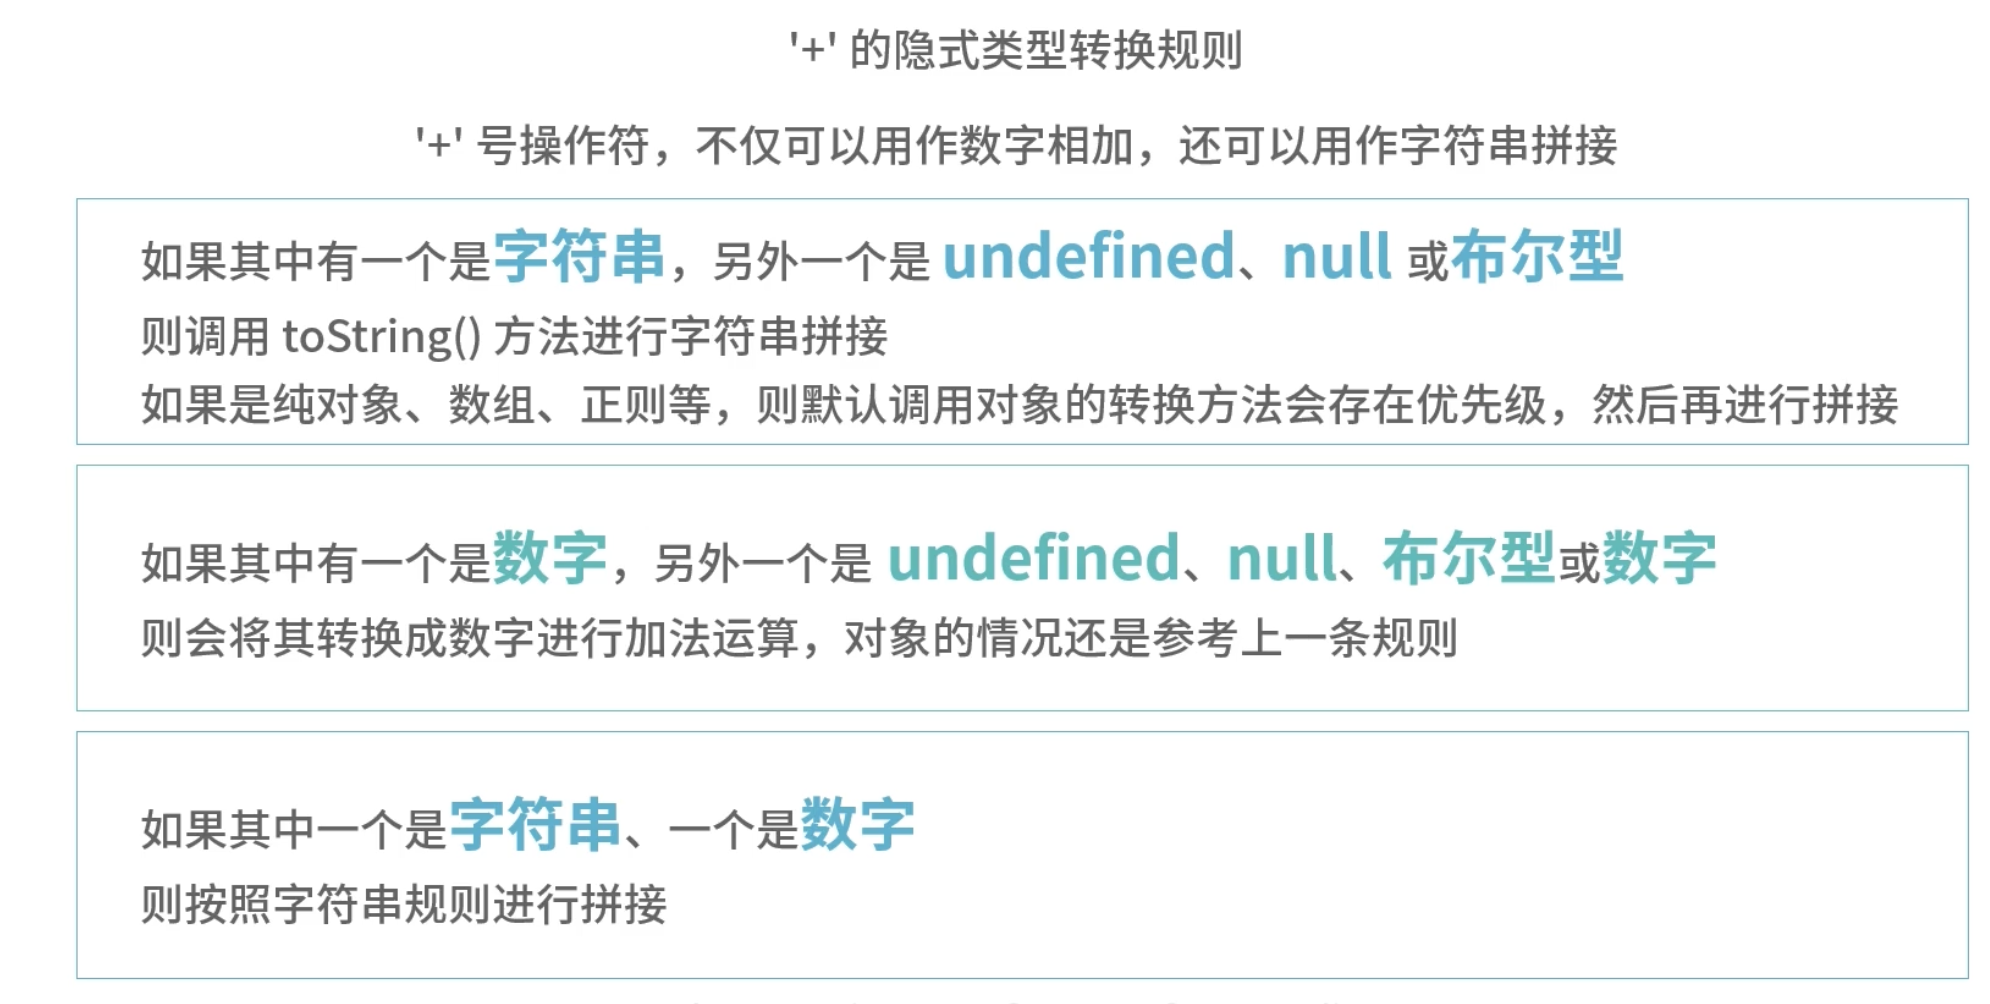 '+' 的隐式类型转换规则
'+' 号操作符，不仅可以用作数字相加，还可以用作字符串拼接
如果其中有一个是字符串，另外一个是 undefined、null 或布尔型
则调用 toString() 方法进行字符串拼接
如果是纯对象、数组、正则等，则默认调用对象的转换方法会存在优先级，然后再进行拼接
如果其中有一个是数字，另外一个是 undefined、null、布尔型或数字
则会将其转换成数字进行加法运算，对象的情况还是参考上一条规则
如果其中一个是字符串、一个是数字
则按照字符串规则进行拼接